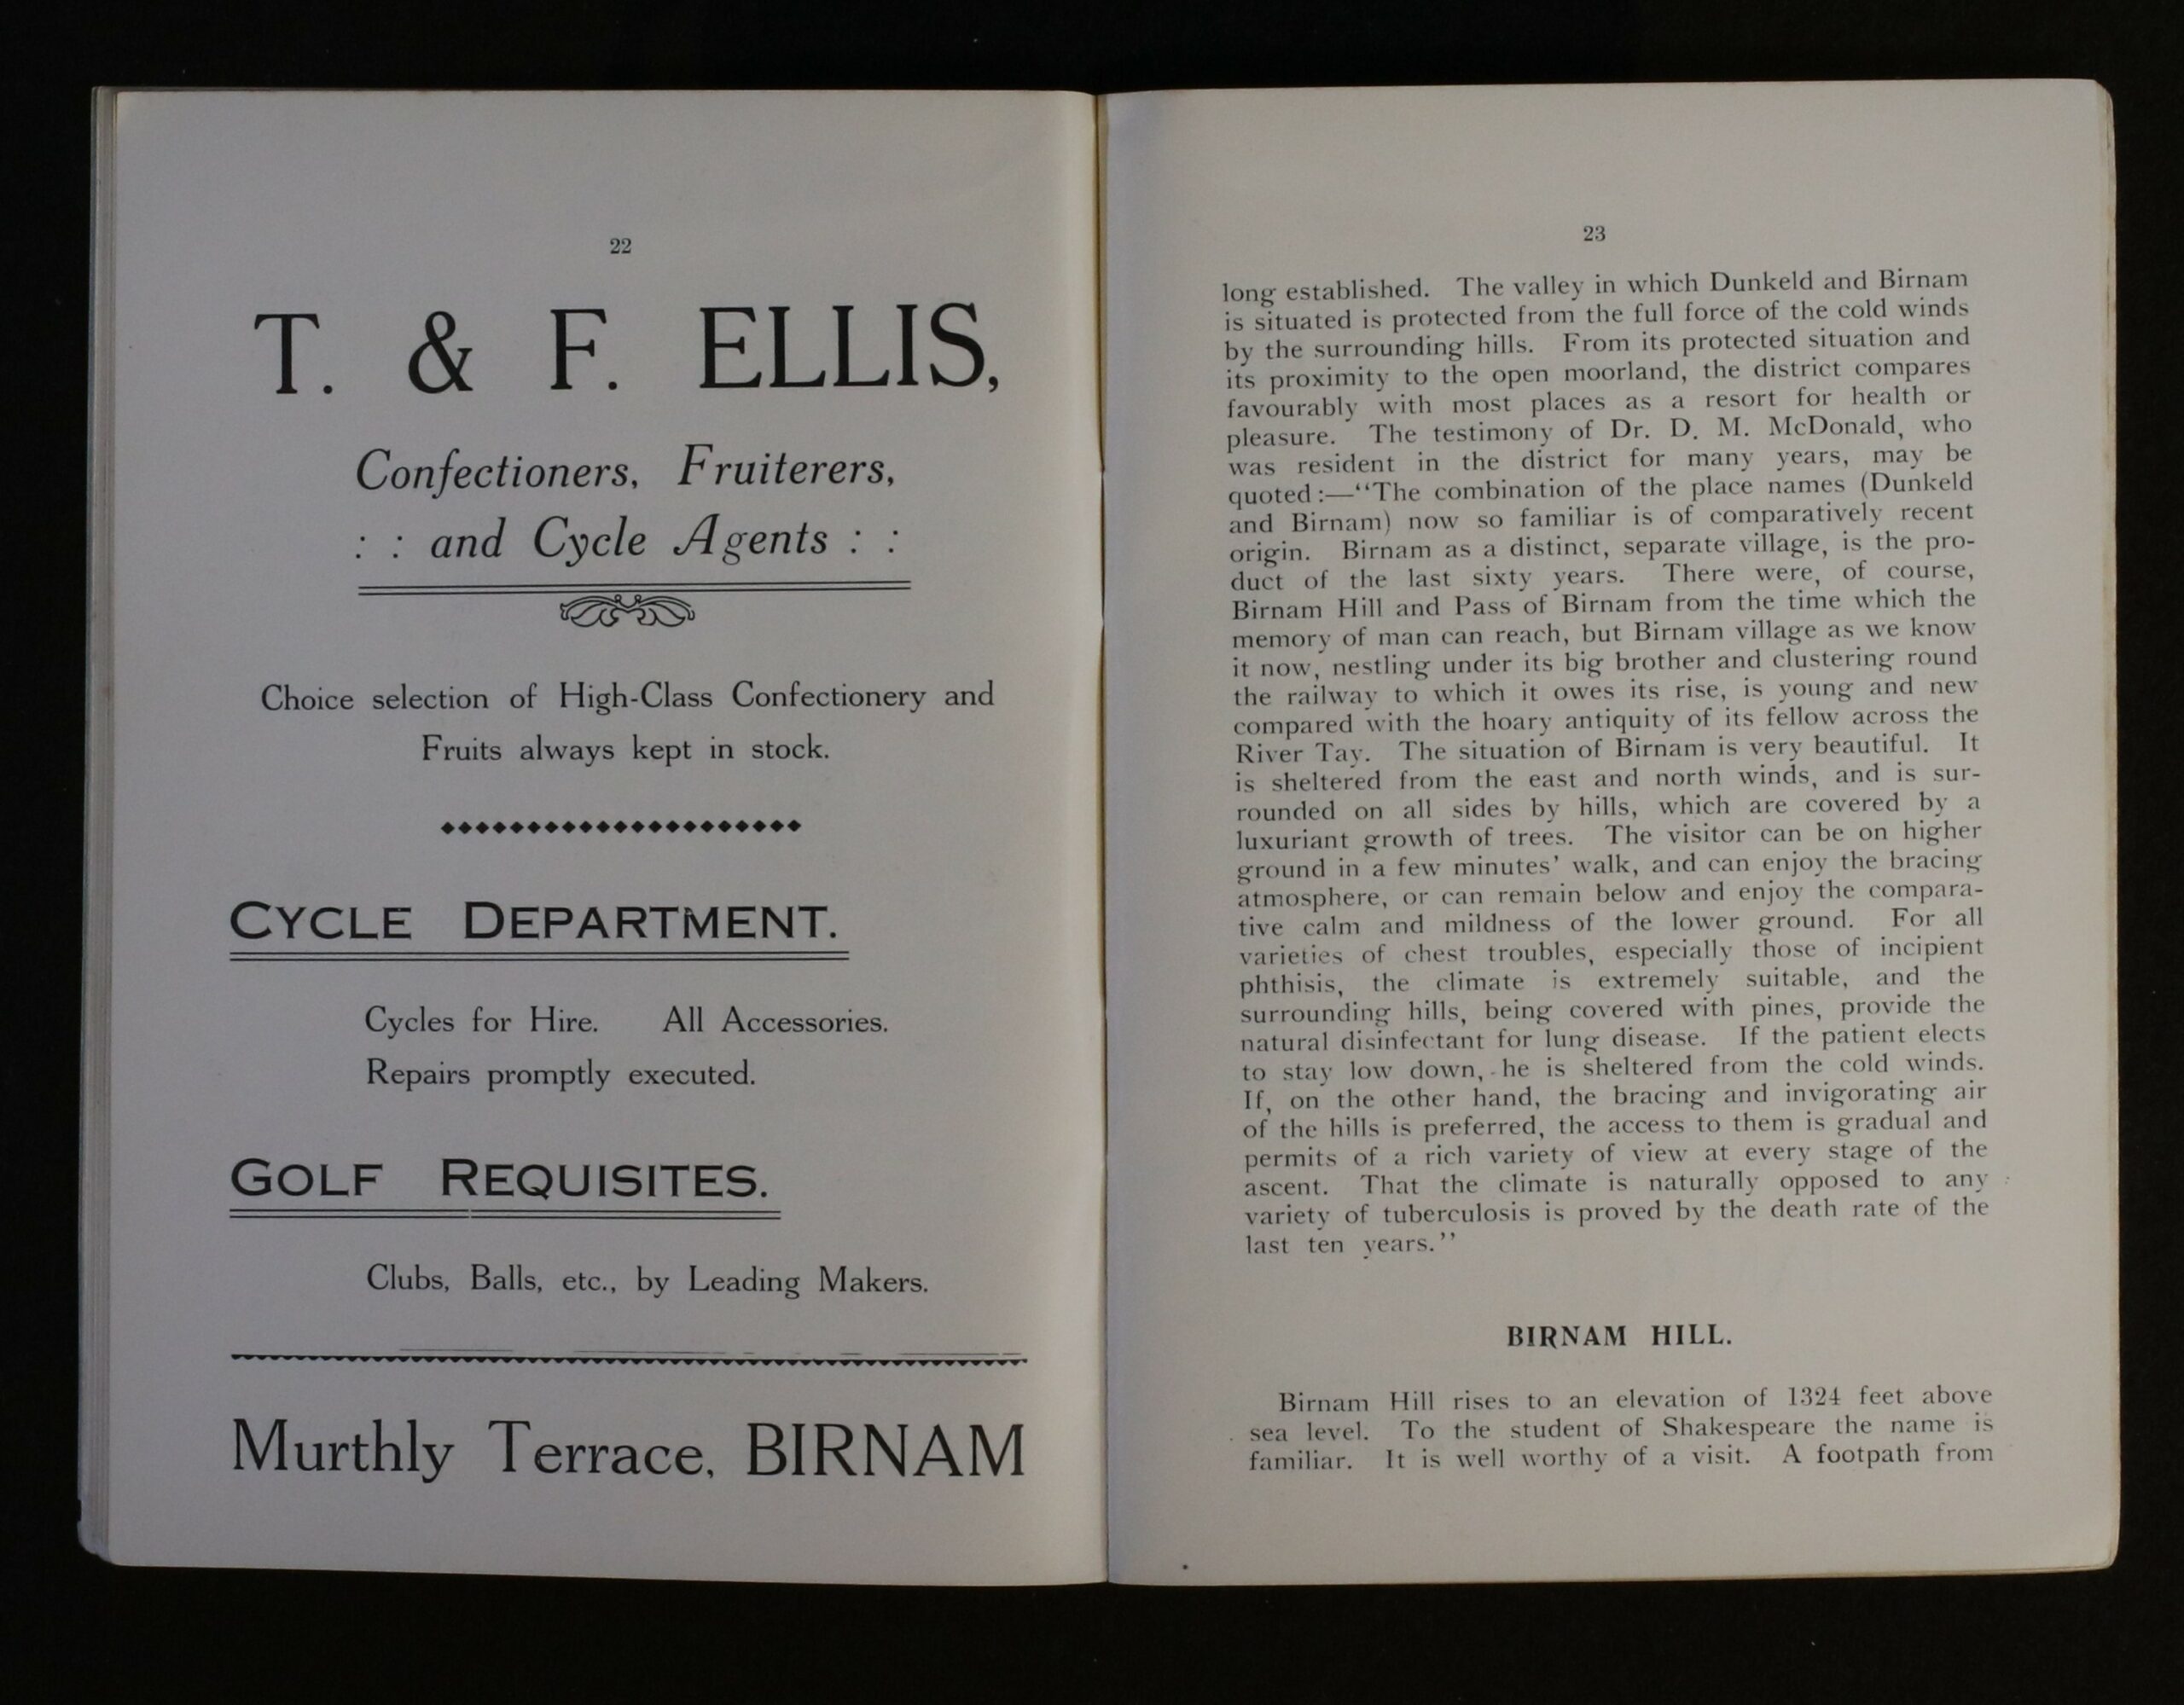 22
T. & F. ELLIS,
Confectioners, Fruiterers,
: : and Cycle Agents : :
Choice selection of High-Class Confectionery and
Fruits always kept in stock.
CYCLE DEPARTMENT.
Cycles for Hire. All Accessories.
Repairs promptly executed.
GOLF REQUISITES.
Clubs, Balls, etc., by Leading Makers.
Murthly Terrace, BIRNAM
23
long established. The valley in which Dunkeld and Birnam
is situated is protected from the full force of the cold winds
by the surrounding hills. From its protected situation and
its proximity to the open moorland, the district compares
favourably with most places as a resort for health or
pleasure. The testimony of Dr. D. M. McDonald, who
was resident in the district for many years, may be
quoted:—“The combination of the place names (Dunkeld
and Birnam) now so familiar is of comparatively recent
origin. Birnam as a distinct, separate village, is the pro-
duct of the last sixty years. There were, of course,
Birnam Hill and Pass of Birnam from the time which the
memory of man can reach, but Birnam village as we know
it now, nestling under its big brother and clustering round
the railway to which it owes its rise, is young and new
compared with the hoary antiquity of its fellow across the
River Tay. The situation of Birnam is very beautiful. It
is sheltered from the east and north winds, and is sur-
rounded on all sides by hills, which are covered by a
luxuriant growth of trees. The visitor can be on higher
ground in a few minutes’ walk, and can enjoy the bracing
atmosphere, or can remain below and enjoy the compara-
tive calm and mildness of the lower ground. For all
varieties of chest troubles, especially those of incipient
phthisis, the climate is extremely suitable, and the
surrounding hills, being covered with pines, provide the
natural disinfectant for lung disease. If the patient elects
to stay low down, he is sheltered from the cold winds.
If, on the other hand, the bracing and invigorating air
of the hills is preferred, the access to them is gradual and
permits of a rich variety of view at every stage of the
ascent. That the climate is naturally opposed to any
variety of tuberculosis is proved by the death rate of the
last ten years.”
BIRNAM HILL.
Birnam Hill rises to an elevation of 1324 feet above
sea level. To the student of Shakespeare the name is
familiar. It is well worthy of a visit. A footpath from